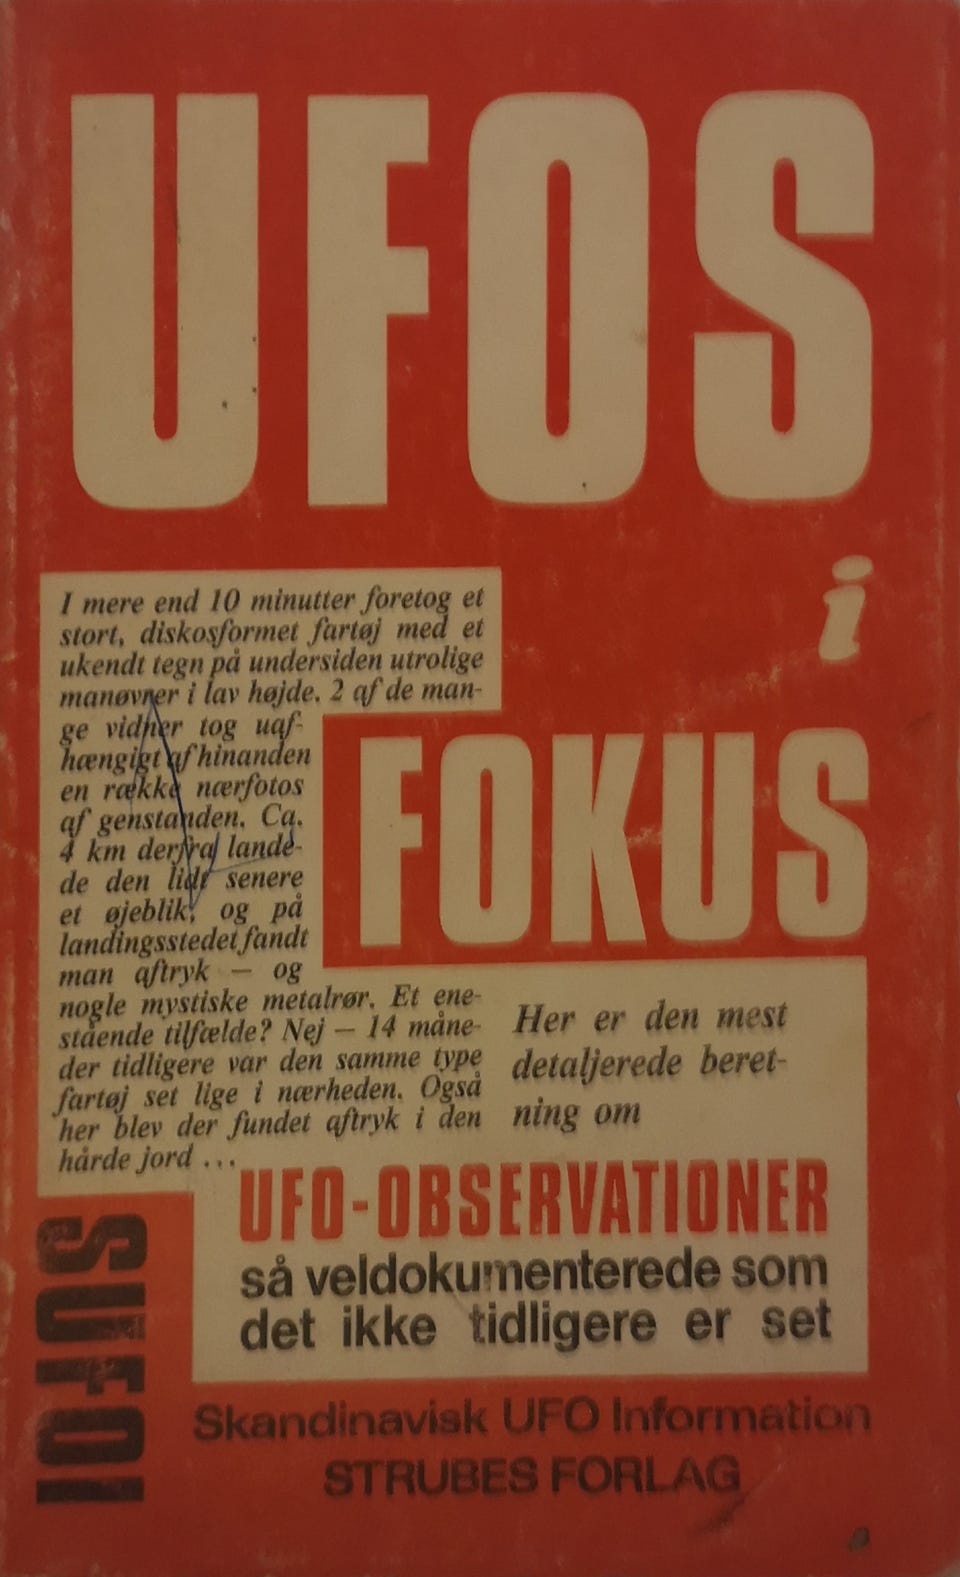 UFOS
i
FOKUS
I mere end 10 minutter foretog et
stort, diskosformet fartøj med et
ukendt tegn på undersiden utrolige
manøvrer i lav højde. 2 af de man-
ge vidner tog uaf-
hængigt af hinanden
en række nærfotos
af genstanden. Ca.
4 km derfra lande-
de den lidt senere
et øjeblik, og på
landingsstedet fandt
man aftryk — og
nogle mystiske metalrør. Et ene-
stående tilfælde? Nej — 14 måne-
der tidligere var den samme type
fartøj set lige i nærheden. Også
her blev der fundet aftryk i den
hårde jord ...
Her er den mest
detaljerede beret-
ning om
UFO-OBSERVATIONER
så veldokumenterede som
det ikke tidligere er set
SUFOI
Skandinavisk UFO Information
STRUBES FORLAG